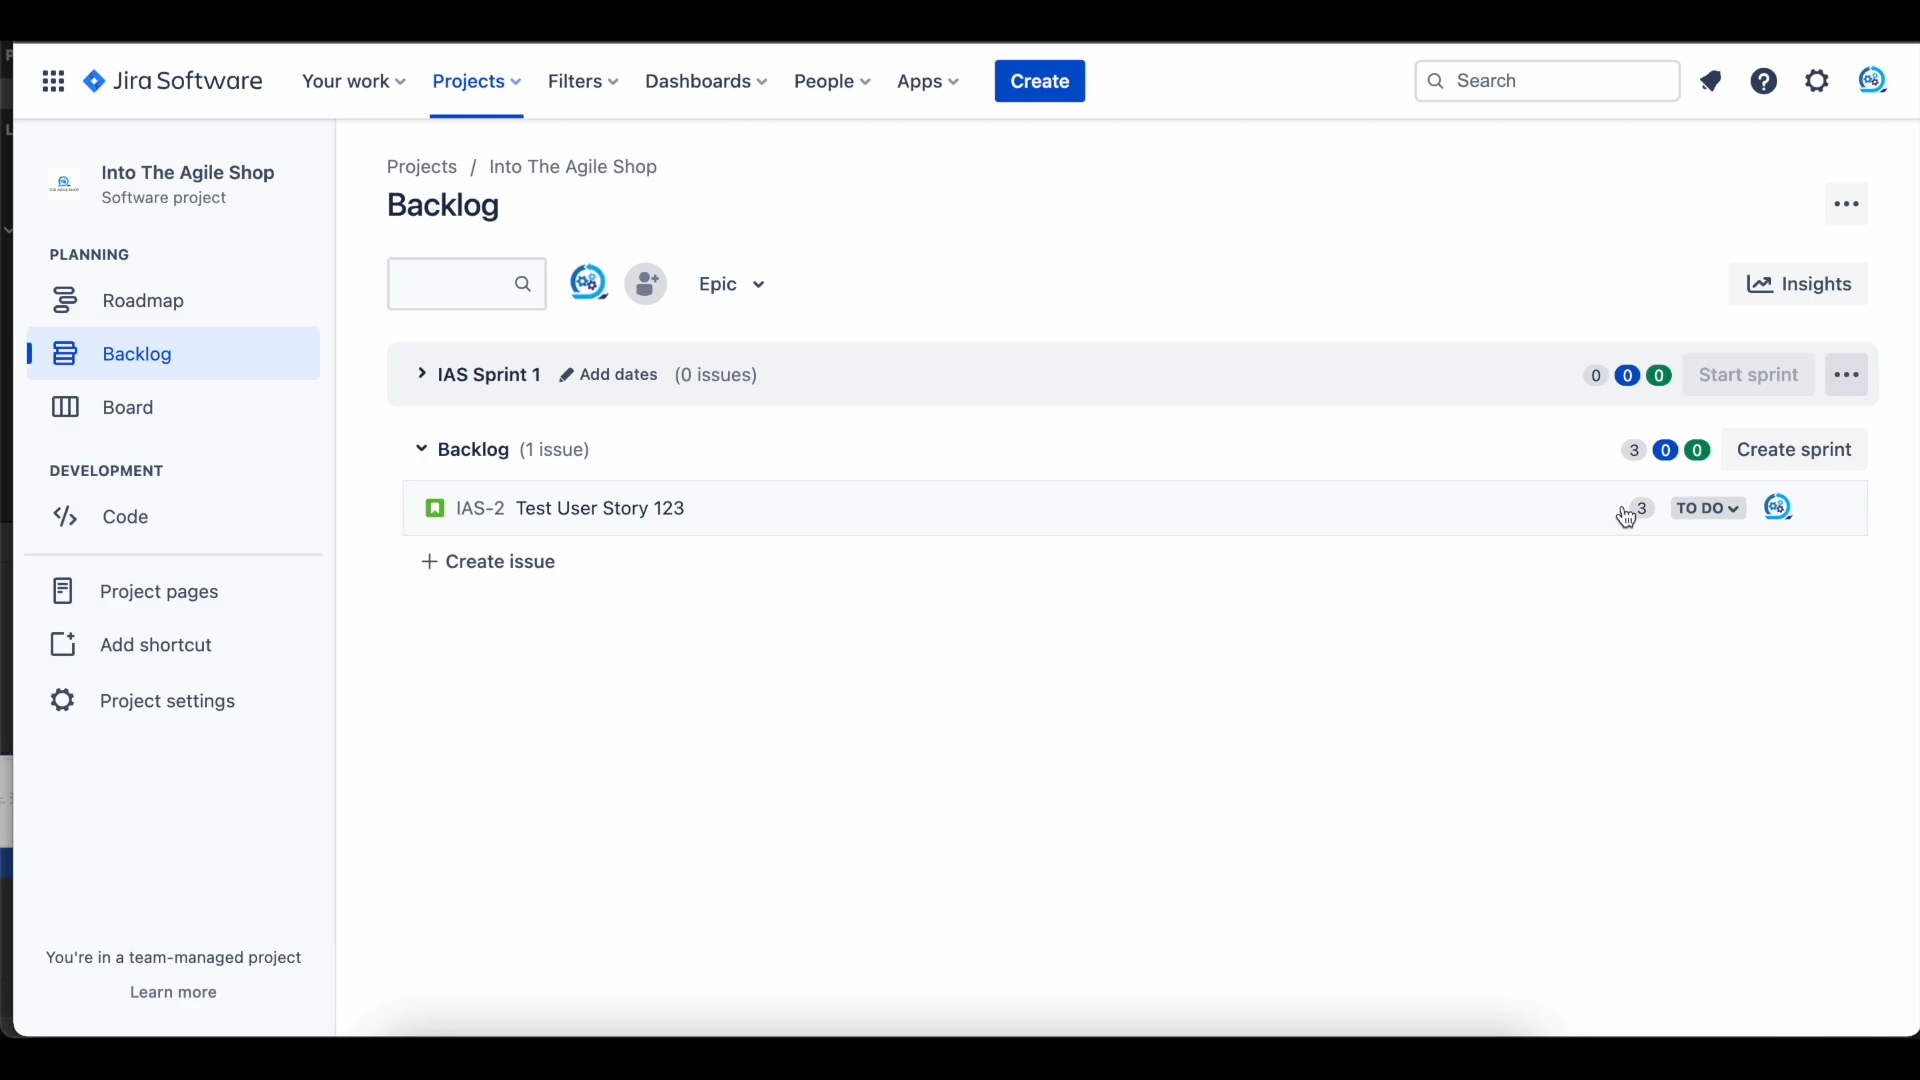 Jira Software
Your work
Projects
Filters
Dashboards
People
Apps
Create
Search
Into The Agile Shop
Software project
PLANNING
Roadmap
Backlog
Board
DEVELOPMENT
Code
Project pages
Add shortcut
Project settings
You're in a team-managed project
Learn more
Projects / Into The Agile Shop
Backlog
Epic
Insights
IAS Sprint 1 Add dates (0 issues) 0 0 0 Start sprint
Backlog (1 issue) 3 0 0 Create sprint
IAS-2 Test User Story 123 3 TO DO
+ Create issue